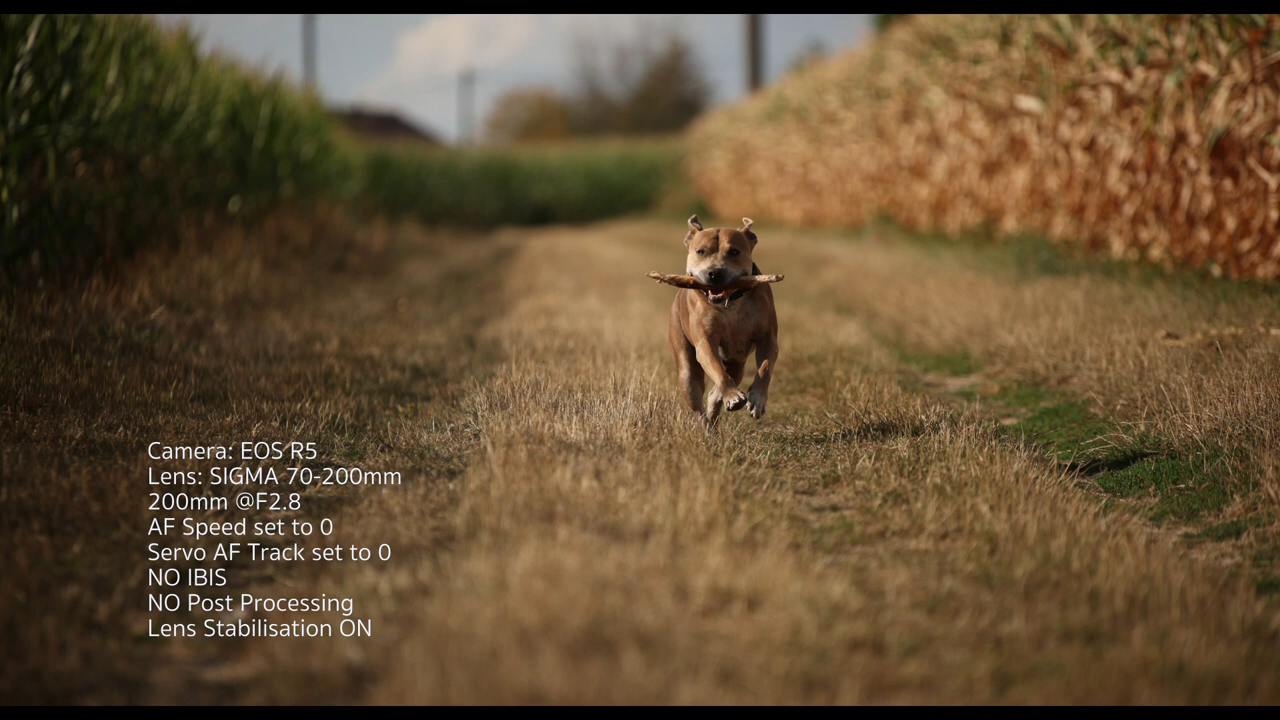 Camera: EOS R5
Lens: SIGMA 70-200mm
200mm @F2.8
AF Speed set to 0
Servo AF Track set to 0
NO IBIS
NO Post Processing
Lens Stabilisation ON